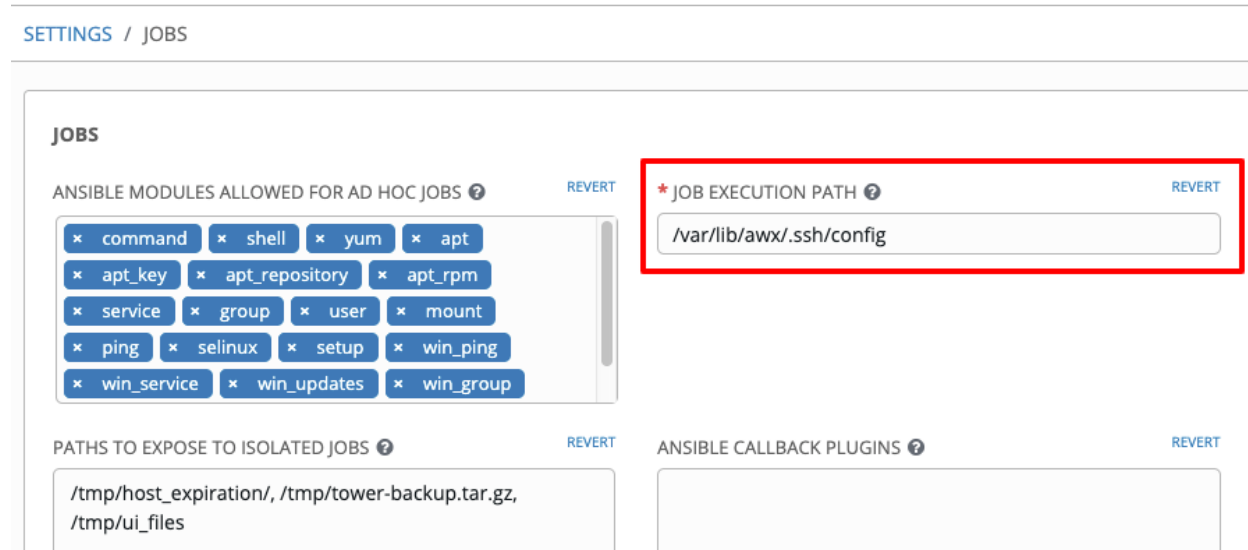 SETTINGS / JOBS
JOBS
ANSIBLE MODULES ALLOWED FOR AD HOC JOBS ? REVERT
× command × shell × yum × apt
× apt_key × apt_repository × apt_rpm
× service × group × user × mount
× ping × selinux × setup × win_ping
× win_service × win_updates × win_group
* JOB EXECUTION PATH ? REVERT
/var/lib/awx/.ssh/config
PATHS TO EXPOSE TO ISOLATED JOBS ? REVERT
/tmp/host_expiration/, /tmp/tower-backup.tar.gz,
/tmp/ui_files
ANSIBLE CALLBACK PLUGINS ? REVERT